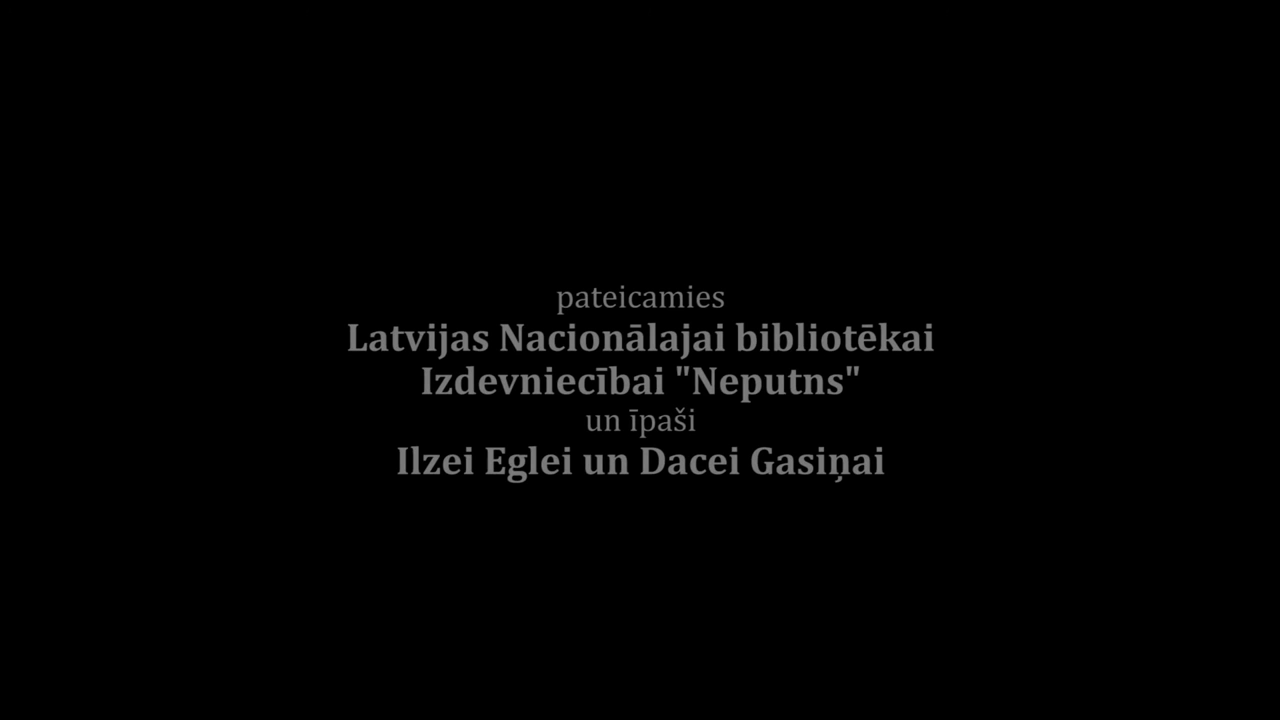 pateicamies
Latvijas Nacionālajai bibliotēkai
Izdevniecībai "Neputns"
un īpaši
Ilzei Eglei un Dacei Gasiņai